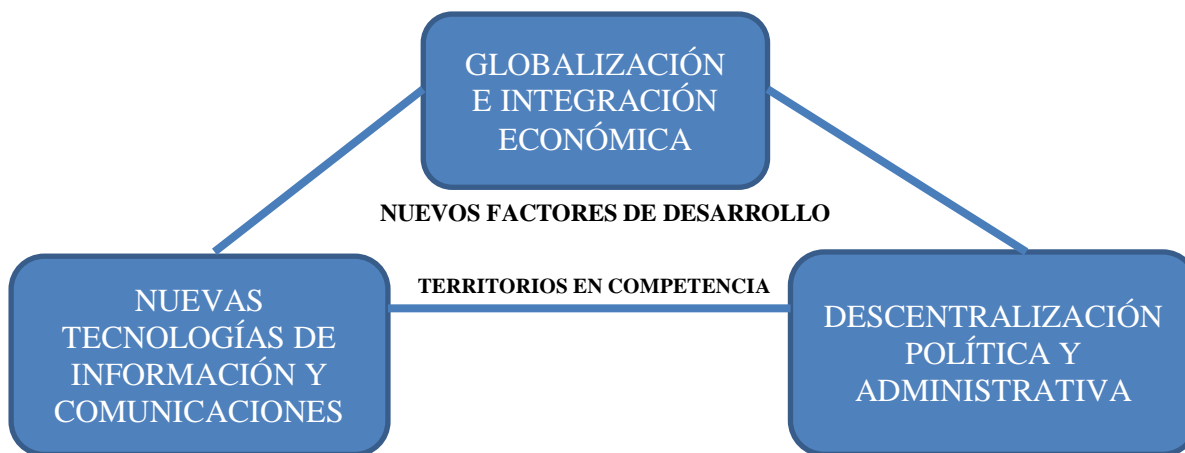 GLOBALIZACIÓN
E INTEGRACIÓN
ECONÓMICA
NUEVOS FACTORES DE DESARROLLO
TERRITORIOS EN COMPETENCIA
NUEVAS
TECNOLOGÍAS DE
INFORMACIÓN Y
COMUNICACIONES
DESCENTRALIZACIÓN
POLÍTICA Y
ADMINISTRATIVA